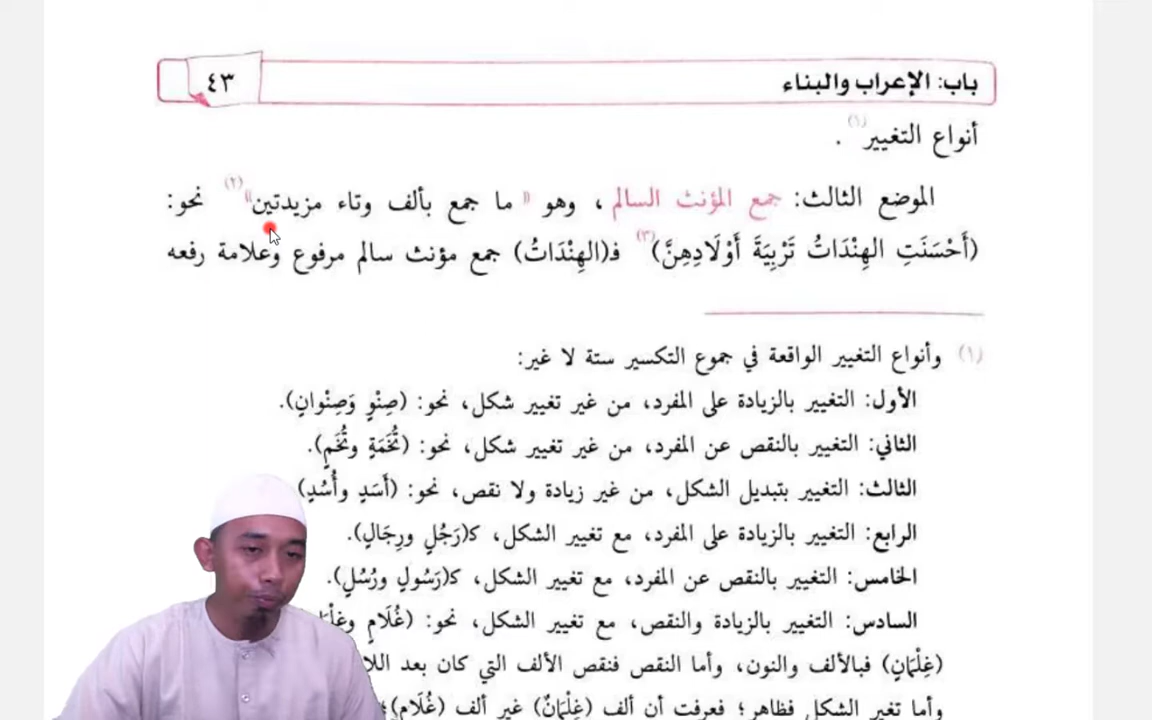 باب: الإعراب والبناء ٤٣
أنواع التغيير(١) .
الموضع الثالث: جمع المؤنث السالم ، وهو « ما جمع بألف وتاء مزيدتين»(٢) نحو:
(أَحْسَنَتِ الهِنْدَاتُ تَرْبِيَةَ أَوْلَادِهِنَّ)(٣) فـ(الهِنْدَاتُ) جمع مؤنث سالم مرفوع وعلامة رفعه
(١) وأنواع التغيير الواقعة في جموع التكسير ستة لا غير:
الأول: التغيير بالزيادة على المفرد، من غير تغيير شكل، نحو: (صِنْوٍ وَصِنْوانٍ).
الثاني: التغيير بالنقص عن المفرد، من غير تغيير شكل، نحو: (تُخَمَةٍ وتُخَمٍ).
الثالث: التغيير بتبديل الشكل، من غير زيادة ولا نقص، نحو: (أَسَدٍ وأُسُدٍ)
الرابع: التغيير بالزيادة على المفرد، مع تغيير الشكل، كـ(رَجُلٍ ورِجَالٍ).
الخامس: التغيير بالنقص عن المفرد، مع تغيير الشكل، كـ(رَسُولٍ ورُسُلٍ).
السادس: التغيير بالزيادة والنقص، مع تغيير الشكل، نحو: (غُلَامٍ
(غِلْمَانٍ) فبالألف والنون، وأما النقص فنقص الألف التي كان بعد
وأما تغير الشكل فظاهر؛ فعرفت أن ألف (غِلْمَانٌ) غير ألف (غُلَام)؛